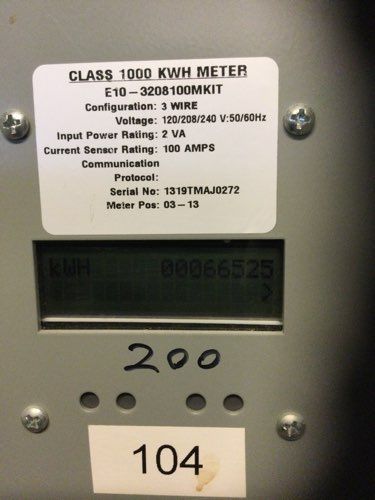 CLASS 1000 KWH METER
E10-3208100MKIT
Configuration: 3 WIRE
Voltage: 120/208/240 V:50/60Hz
Input Power Rating: 2 VA
Current Sensor Rating: 100 AMPS
Communication
Protocol:
Serial No: 1319TMAJ0272
Meter Pos: 03-13
kWH 00066525
>
200
104